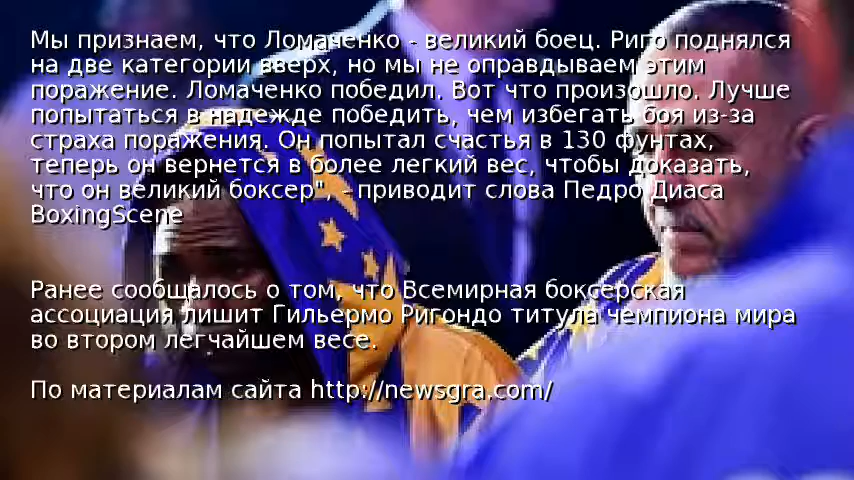 Мы признаем, что Ломаченко - великий боец. Риго поднялся
на две категории вверх, но мы не оправдываем этим
поражение. Ломаченко победил. Вот что произошло. Лучше
попытаться в надежде победить, чем избегать боя из-за
страха поражения. Он попытал счастья в 130 фунтах,
теперь он вернется в более легкий вес, чтобы доказать,
что он великий боксер", - приводит слова Педро Диаса
BoxingScene
Ранее сообщалось о том, что Всемирная боксерская
ассоциация лишит Гильермо Ригондо титула чемпиона мира
во втором легчайшем весе.
По материалам сайта http://newsgra.com/